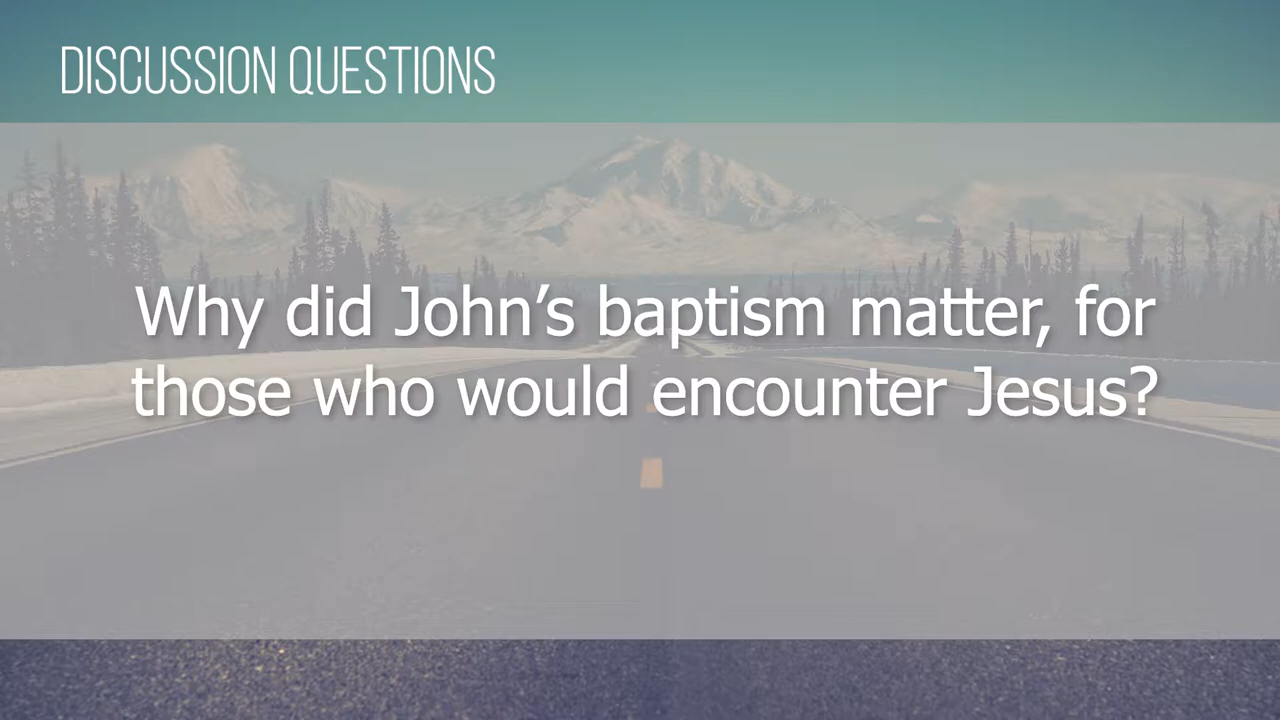 DISCUSSION QUESTIONS
Why did John’s baptism matter, for
those who would encounter Jesus?